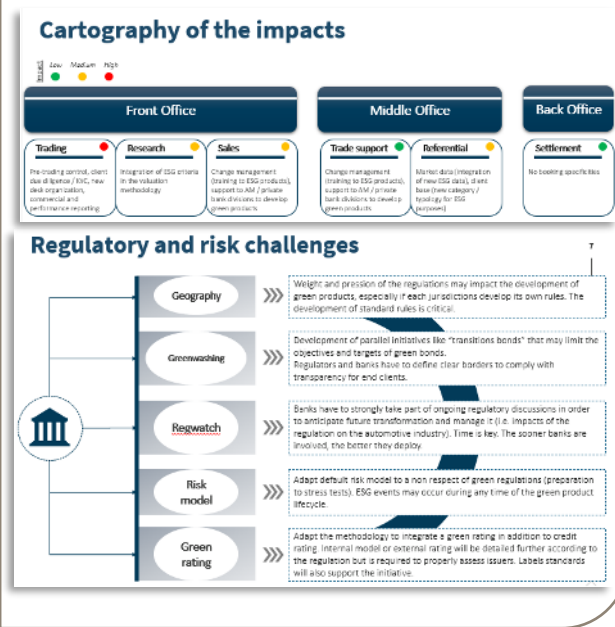 Cartography of the impacts
Impact
Low Medium High
Front Office
Middle Office
Back Office
Trading
Pre-trading control, client
due diligence / KYC, new
desk organization,
commercial and
performance reporting
Research
Integration of ESG criteria
in the valuation
methodology
Sales
Change management
(training to ESG products),
support to AM / private
bank divisions to develop
green products
Trade support
Change management
(training to ESG products),
support to AM / private
bank divisions to develop
green products
Referential
Market data (integration
of new ESG data), client
base (new category /
typology for ESG
purposes)
Settlement
No booking specificities
Regulatory and risk challenges
7
Geography
Weight and pression of the regulations may impact the development of
green products, especially if each jurisdictions develop its own rules. The
development of standard rules is critical.
Greenwashing
Development of parallel initiatives like "transitions bonds" that may limit the
objectives and targets of green bonds.
Regulators and banks have to define clear borders to comply with
transparency for end clients.
Regwatch
Banks have to strongly take part of ongoing regulatory discussions in order
to anticipate future transformation and manage it (i.e. impacts of the
regulation on the automotive industry). Time is key. The sooner banks are
involved, the better they deploy.
Risk
model
Adapt default risk model to a non respect of green regulations (preparation
to stress tests). ESG events may occur during any time of the green product
lifecycle.
Green
rating
Adapt the methodology to integrate a green rating in addition to credit
rating. Internal model or external rating will be detailed further according to
the regulation but is required to properly assess issuers. Labels standards
will also support the initiative.